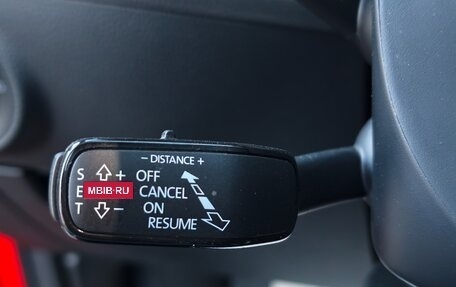 - DISTANCE +
S + OFF
E MBIB.RU CANCEL
T - ON
RESUME